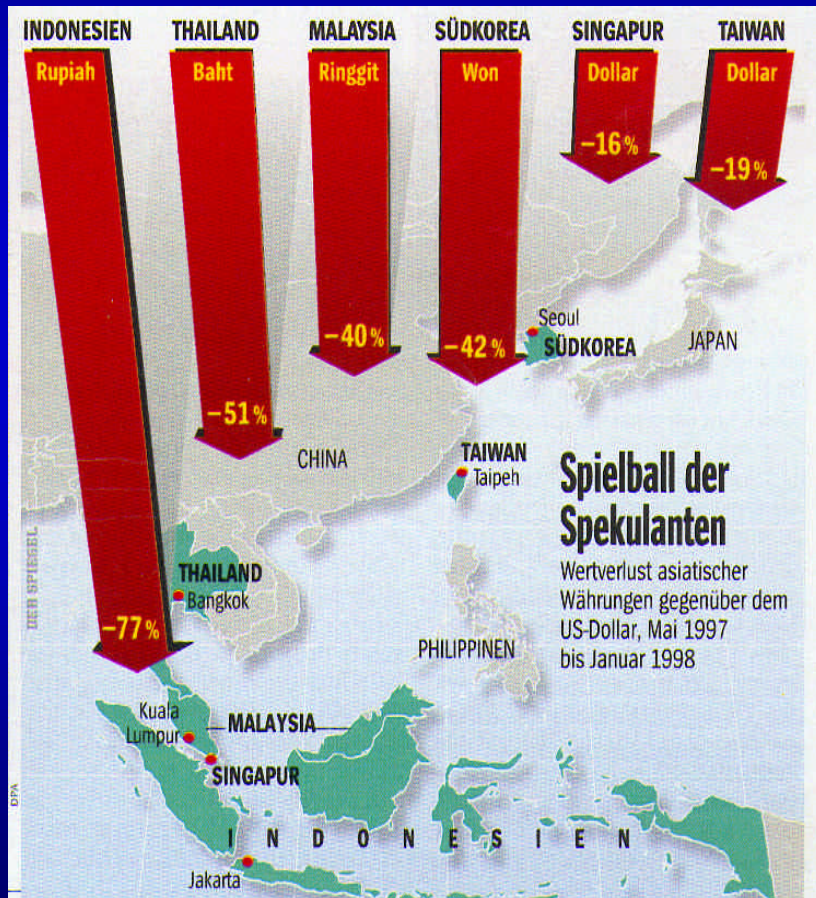 INDONESIEN THAILAND MALAYSIA SÜDKOREA SINGAPUR TAIWAN
Rupiah Baht Ringgit Won Dollar Dollar
–16%
–19%
Seoul
–40%
–42%
SÜDKOREA
JAPAN
–51%
CHINA
TAIWAN
Taipeh
Spielball der
Spekulanten
Wertverlust asiatischer
Währungen gegenüber dem
US-Dollar, Mai 1997
bis Januar 1998
DER SPIEGEL
THAILAND
Bangkok
–77%
PHILIPPINEN
Kuala
Lumpur
MALAYSIA
SINGAPUR
INDONESIEN
Jakarta
DPA